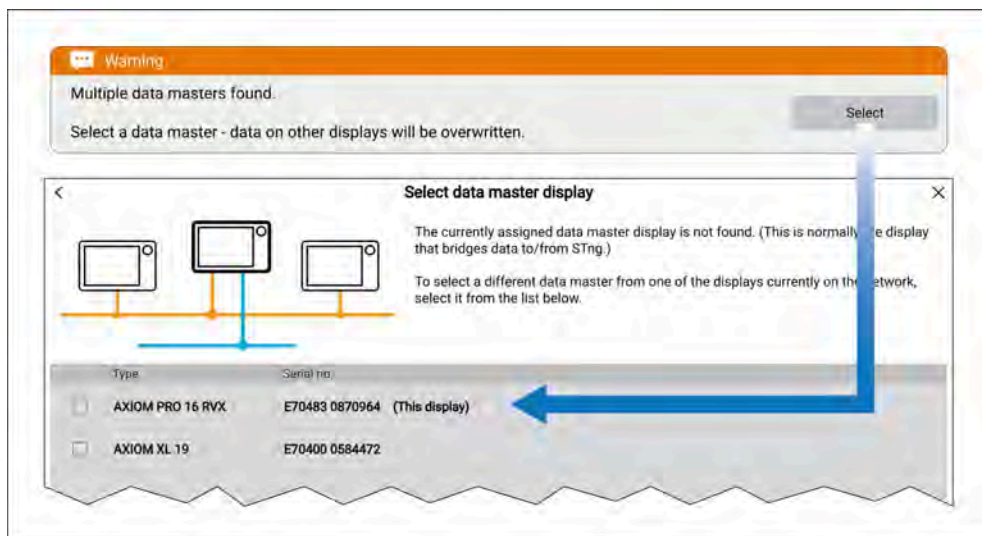 Warning
Multiple data masters found.
Select a data master - data on other displays will be overwritten.
Select
Select data master display
The currently assigned data master display is not found. (This is normally display
that bridges data to/from STng.)
To select a different data master from one of the displays currently on the network,
select it from the list below.
Type Serial no.
AXIOM PRO 16 RVX E70483 0870964 (This display)
AXIOM XL 19 E70400 0584472